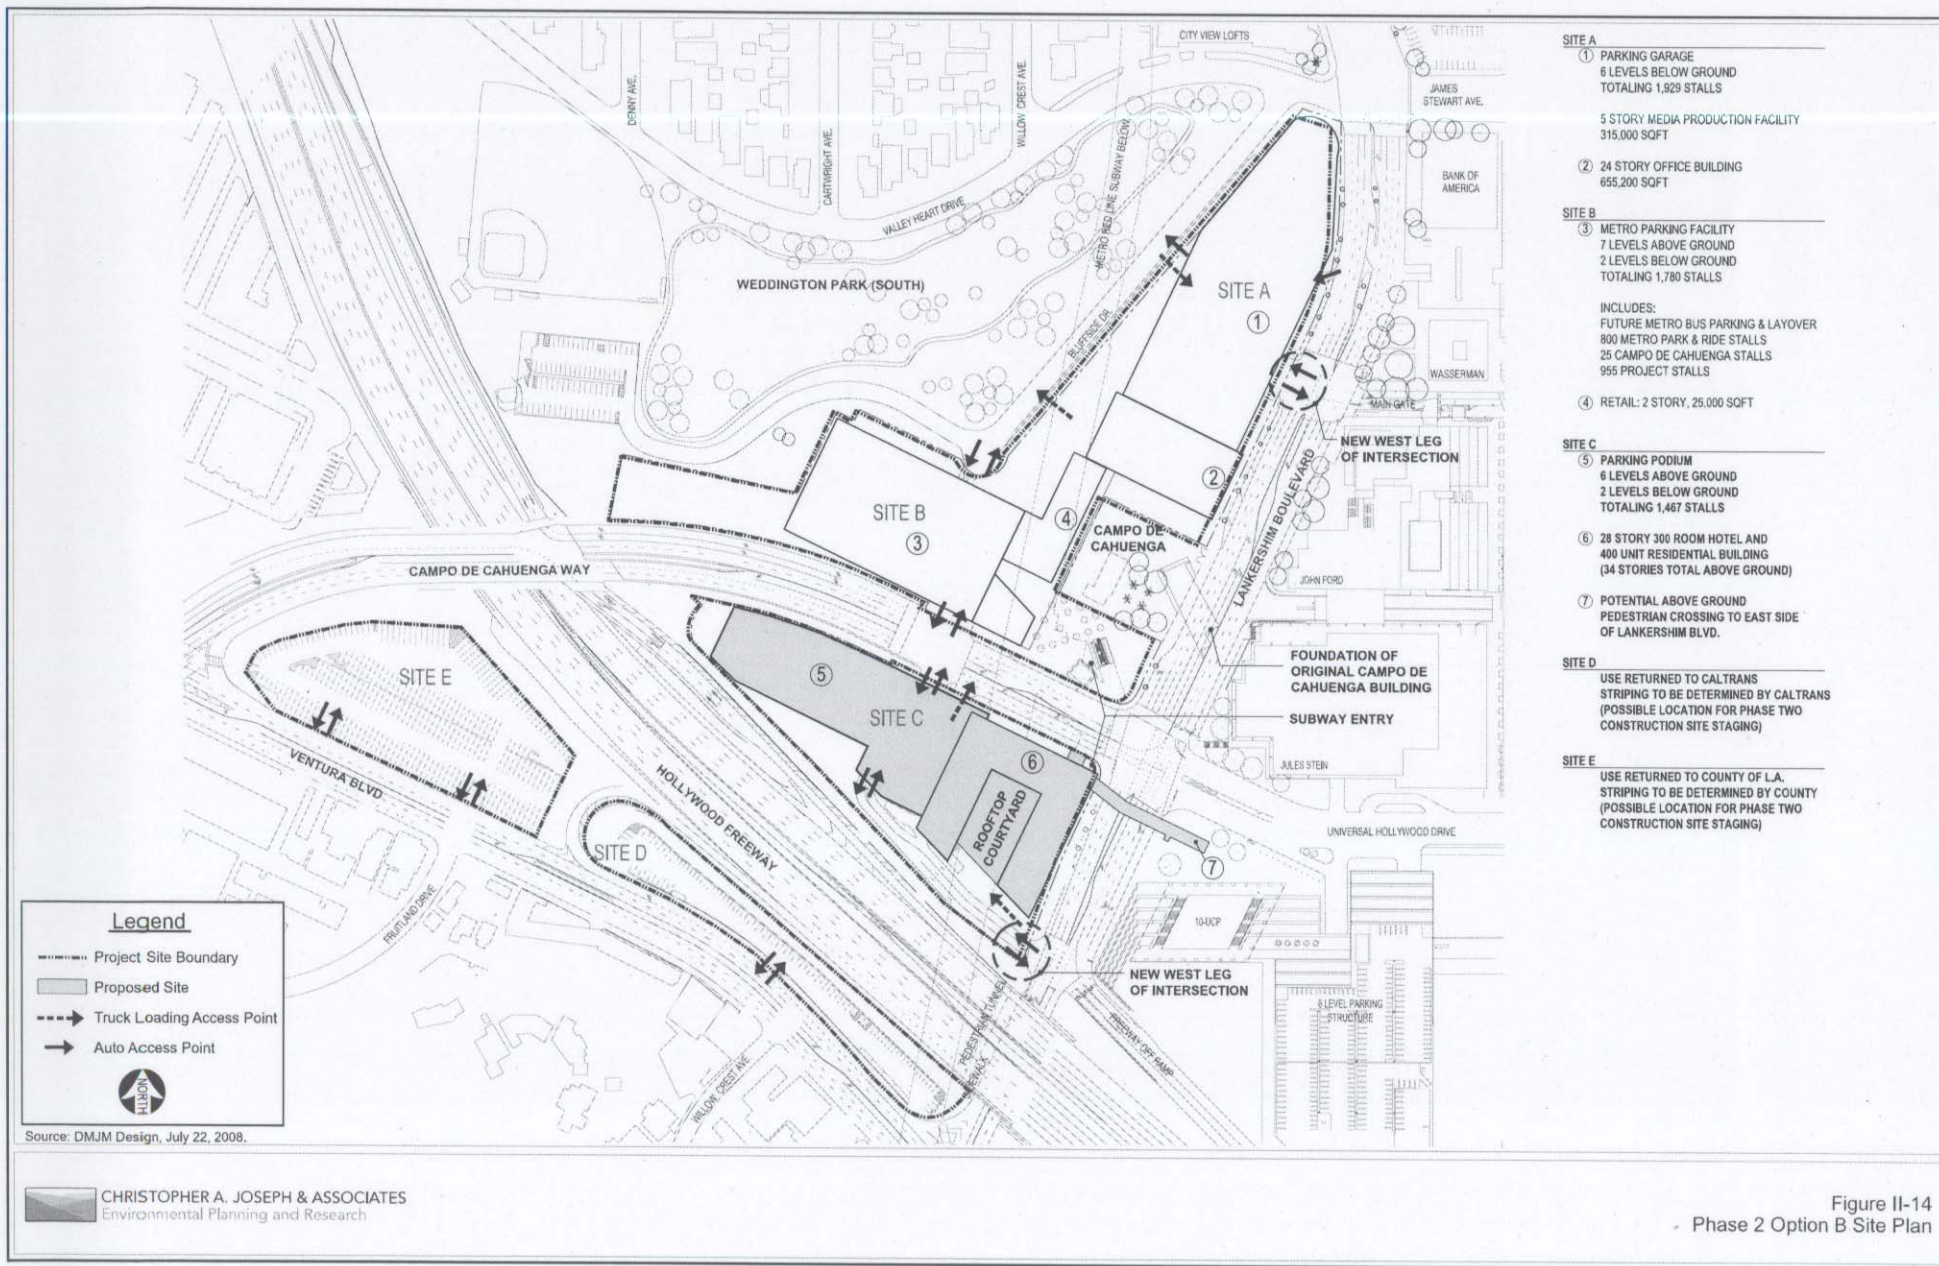 CITY VIEW LOFTS
JAMES
STEWART AVE.
DENNY AVE.
CARTWRIGHT AVE.
WILLOW CREST AVE.
METRO RED LINE SUBWAY BELOW
VALLEY HEART DRIVE
BANK OF
AMERICA
WEDDINGTON PARK (SOUTH)
SITE A
1
BLUFFSIDE DR.
WASSERMAN
MAIN GATE
NEW WEST LEG
OF INTERSECTION
2
LANKERSHIM BOULEVARD
SITE B
3
4
CAMPO DE
CAHUENGA
CAMPO DE CAHUENGA WAY
JOHN FORD
SITE E
5
FOUNDATION OF
ORIGINAL CAMPO DE
CAHUENGA BUILDING
SITE C
SUBWAY ENTRY
VENTURA BLVD.
HOLLYWOOD FREEWAY
6
JULES STEIN
ROOFTOP
COURTYARD
UNIVERSAL HOLLYWOOD DRIVE
SITE D
7
FRUITLAND DRIVE
10-UCP
NEW WEST LEG
OF INTERSECTION
6 LEVEL PARKING
STRUCTURE
PEDESTRIAN TUNNEL
SIDEWALK
FREEWAY OFF RAMP
WILLOW CREST AVE
Legend
Project Site Boundary
Proposed Site
Truck Loading Access Point
Auto Access Point
NORTH
Source: DMJM Design, July 22, 2008.
SITE A
1 PARKING GARAGE
6 LEVELS BELOW GROUND
TOTALING 1,929 STALLS
5 STORY MEDIA PRODUCTION FACILITY
315,000 SQFT
2 24 STORY OFFICE BUILDING
655,200 SQFT
SITE B
3 METRO PARKING FACILITY
7 LEVELS ABOVE GROUND
2 LEVELS BELOW GROUND
TOTALING 1,780 STALLS
INCLUDES:
FUTURE METRO BUS PARKING & LAYOVER
800 METRO PARK & RIDE STALLS
25 CAMPO DE CAHUENGA STALLS
955 PROJECT STALLS
4 RETAIL: 2 STORY, 25,000 SQFT
SITE C
5 PARKING PODIUM
6 LEVELS ABOVE GROUND
2 LEVELS BELOW GROUND
TOTALING 1,467 STALLS
6 28 STORY 300 ROOM HOTEL AND
400 UNIT RESIDENTIAL BUILDING
(34 STORIES TOTAL ABOVE GROUND)
7 POTENTIAL ABOVE GROUND
PEDESTRIAN CROSSING TO EAST SIDE
OF LANKERSHIM BLVD.
SITE D
USE RETURNED TO CALTRANS
STRIPING TO BE DETERMINED BY CALTRANS
(POSSIBLE LOCATION FOR PHASE TWO
CONSTRUCTION SITE STAGING)
SITE E
USE RETURNED TO COUNTY OF L.A.
STRIPING TO BE DETERMINED BY COUNTY
(POSSIBLE LOCATION FOR PHASE TWO
CONSTRUCTION SITE STAGING)
CHRISTOPHER A. JOSEPH & ASSOCIATES
Environmental Planning and Research
Figure II-14
Phase 2 Option B Site Plan